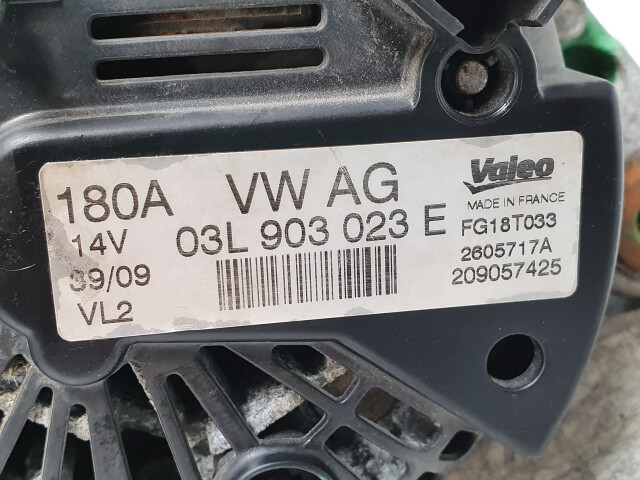 180A VW AG Valeo
14V 03L 903 023 E MADE IN FRANCE
39/09 FG18T033
VL2 2605717A
209057425